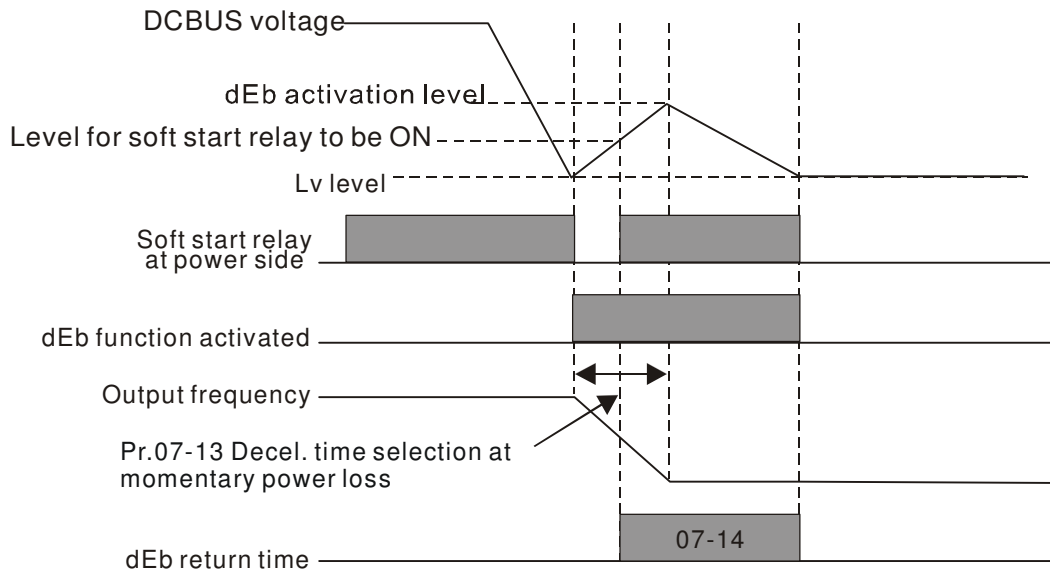 DCBUS voltage
dEb activation level
Level for soft start relay to be ON
Lv level
Soft start relay
at power side
dEb function activated
Output frequency
Pr.07-13 Decel. time selection at
momentary power loss
07-14
dEb return time